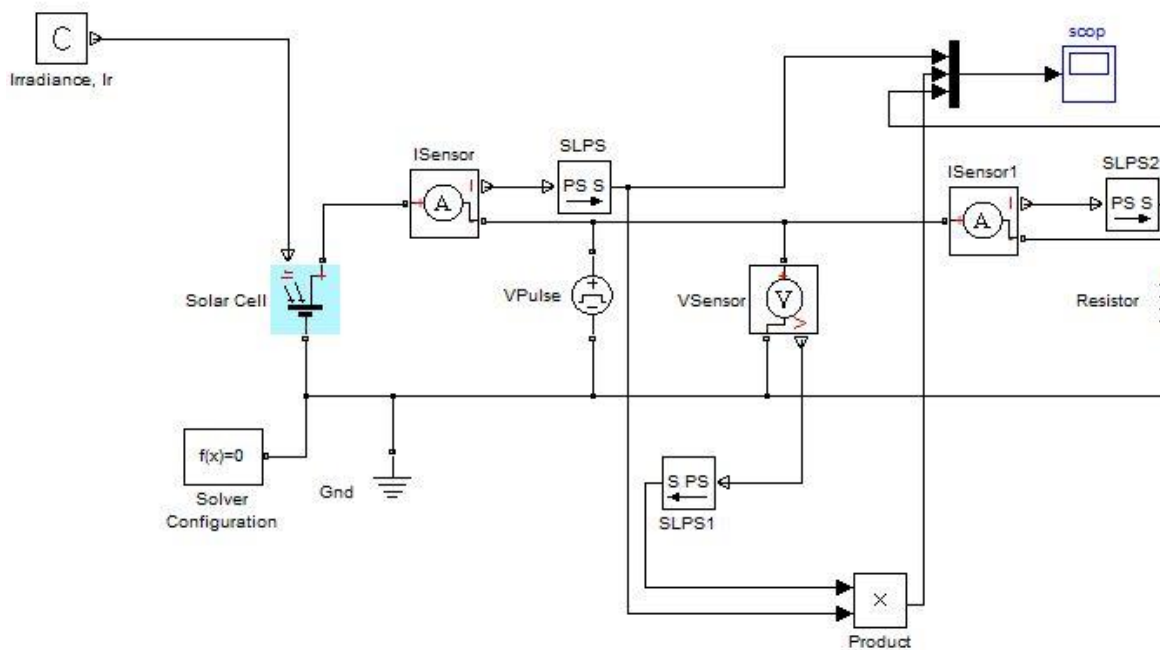 C
Irradiance, Ir
scop
ISensor
SLPS
I
A
PS S
ISensor1
SLPS2
I
A
PS S
Ir
Solar Cell
VPulse
VSensor
V
V
Resistor
f(x)=0
Solver
Configuration
Gnd
S PS
SLPS1
×
Product